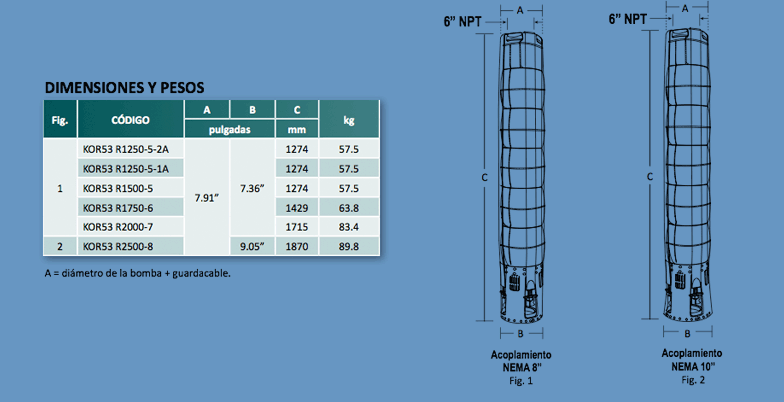 DIMENSIONES Y PESOS
Fig. CÓDIGO A B C kg
pulgadas mm
1
KOR53 R1250-5-2A 1274 57.5
KOR53 R1250-5-1A 1274 57.5
KOR53 R1500-5 1274 57.5
7.91” 7.36”
KOR53 R1750-6 1429 63.8
KOR53 R2000-7 1715 83.4
2 KOR53 R2500-8 9.05” 1870 89.8
A = diámetro de la bomba + guardacable.
A
6” NPT
C
B
Acoplamiento
NEMA 8"
Fig. 1
A
6” NPT
C
B
Acoplamiento
NEMA 10"
Fig. 2